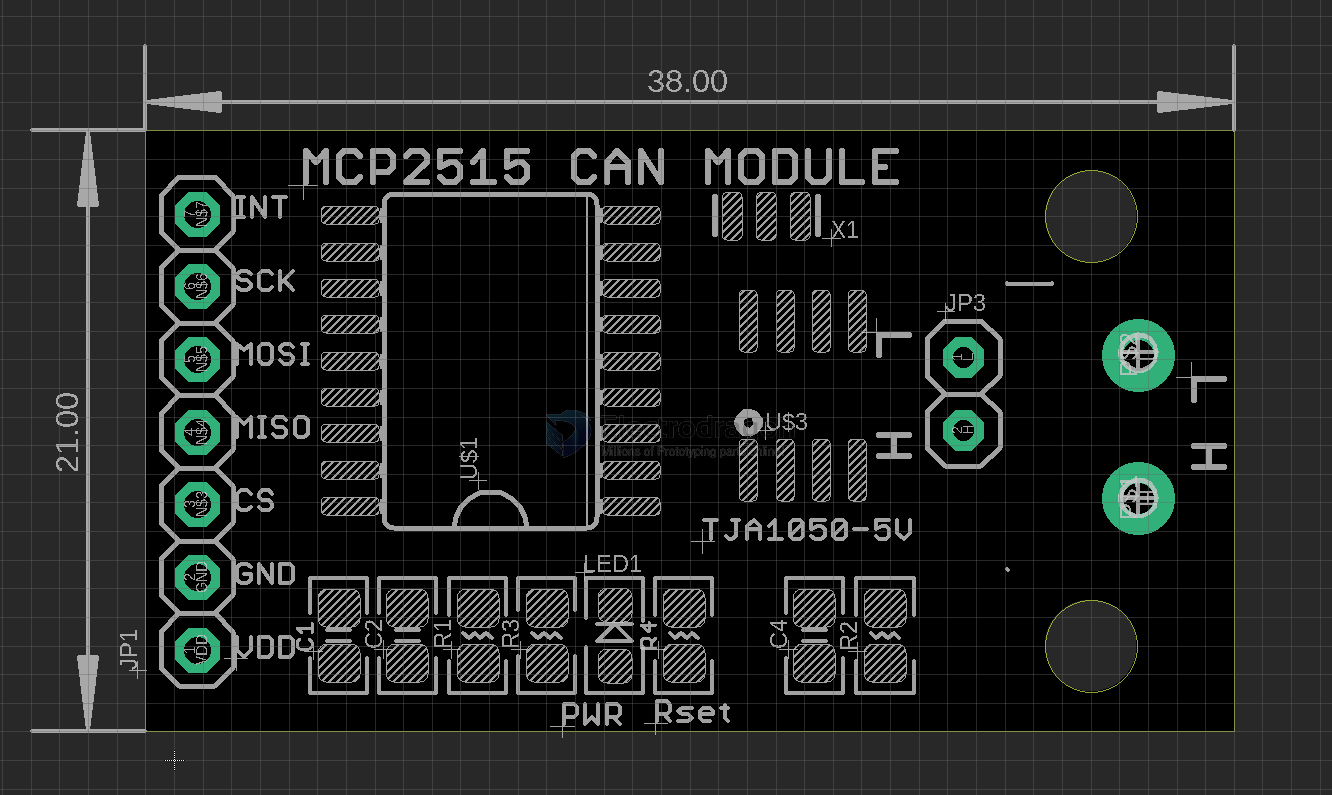 38.00
21.00
MCP2515 CAN MODULE
INT
SCK
MOSI
MISO
CS
GND
VDD
7 N$7
6 N$6
5 N$5
4 N$4
3 N$3
2 GND
1 VDD
JP1
U$1
X1
JP3
1 L
2 H
L
H
L
H
U$3
Millions of Prototyping parts online
TJA1050-5V
LED1
C1
C2
R1
R3
R4
C4
R2
PWR
Rset